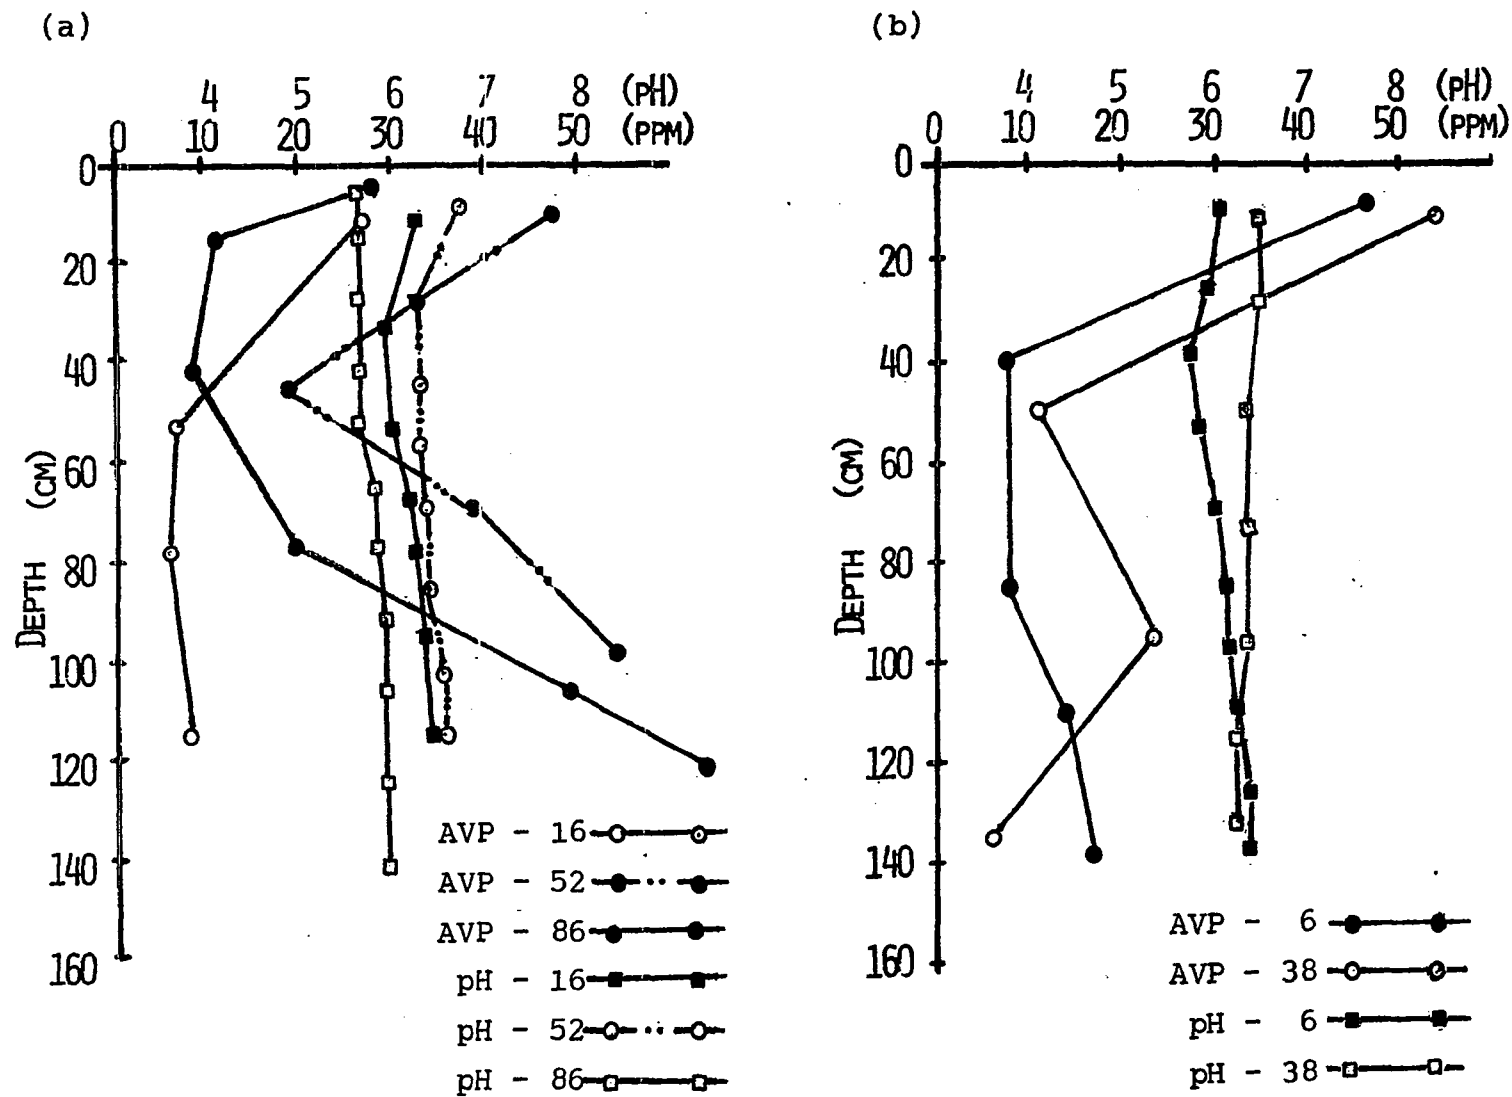 (a)
4 5 6 7 8 (PH)
0 10 20 30 40 50 (PPM)
0
20
40
60
80
100
120
140
160
DEPTH (CM)
AVP - 16
AVP - 52
AVP - 86
pH - 16
pH - 52
pH - 86
(b)
4 5 6 7 8 (PH)
0 10 20 30 40 50 (PPM)
0
20
40
60
80
100
120
140
160
DEPTH (CM)
AVP - 6
AVP - 38
pH - 6
pH - 38